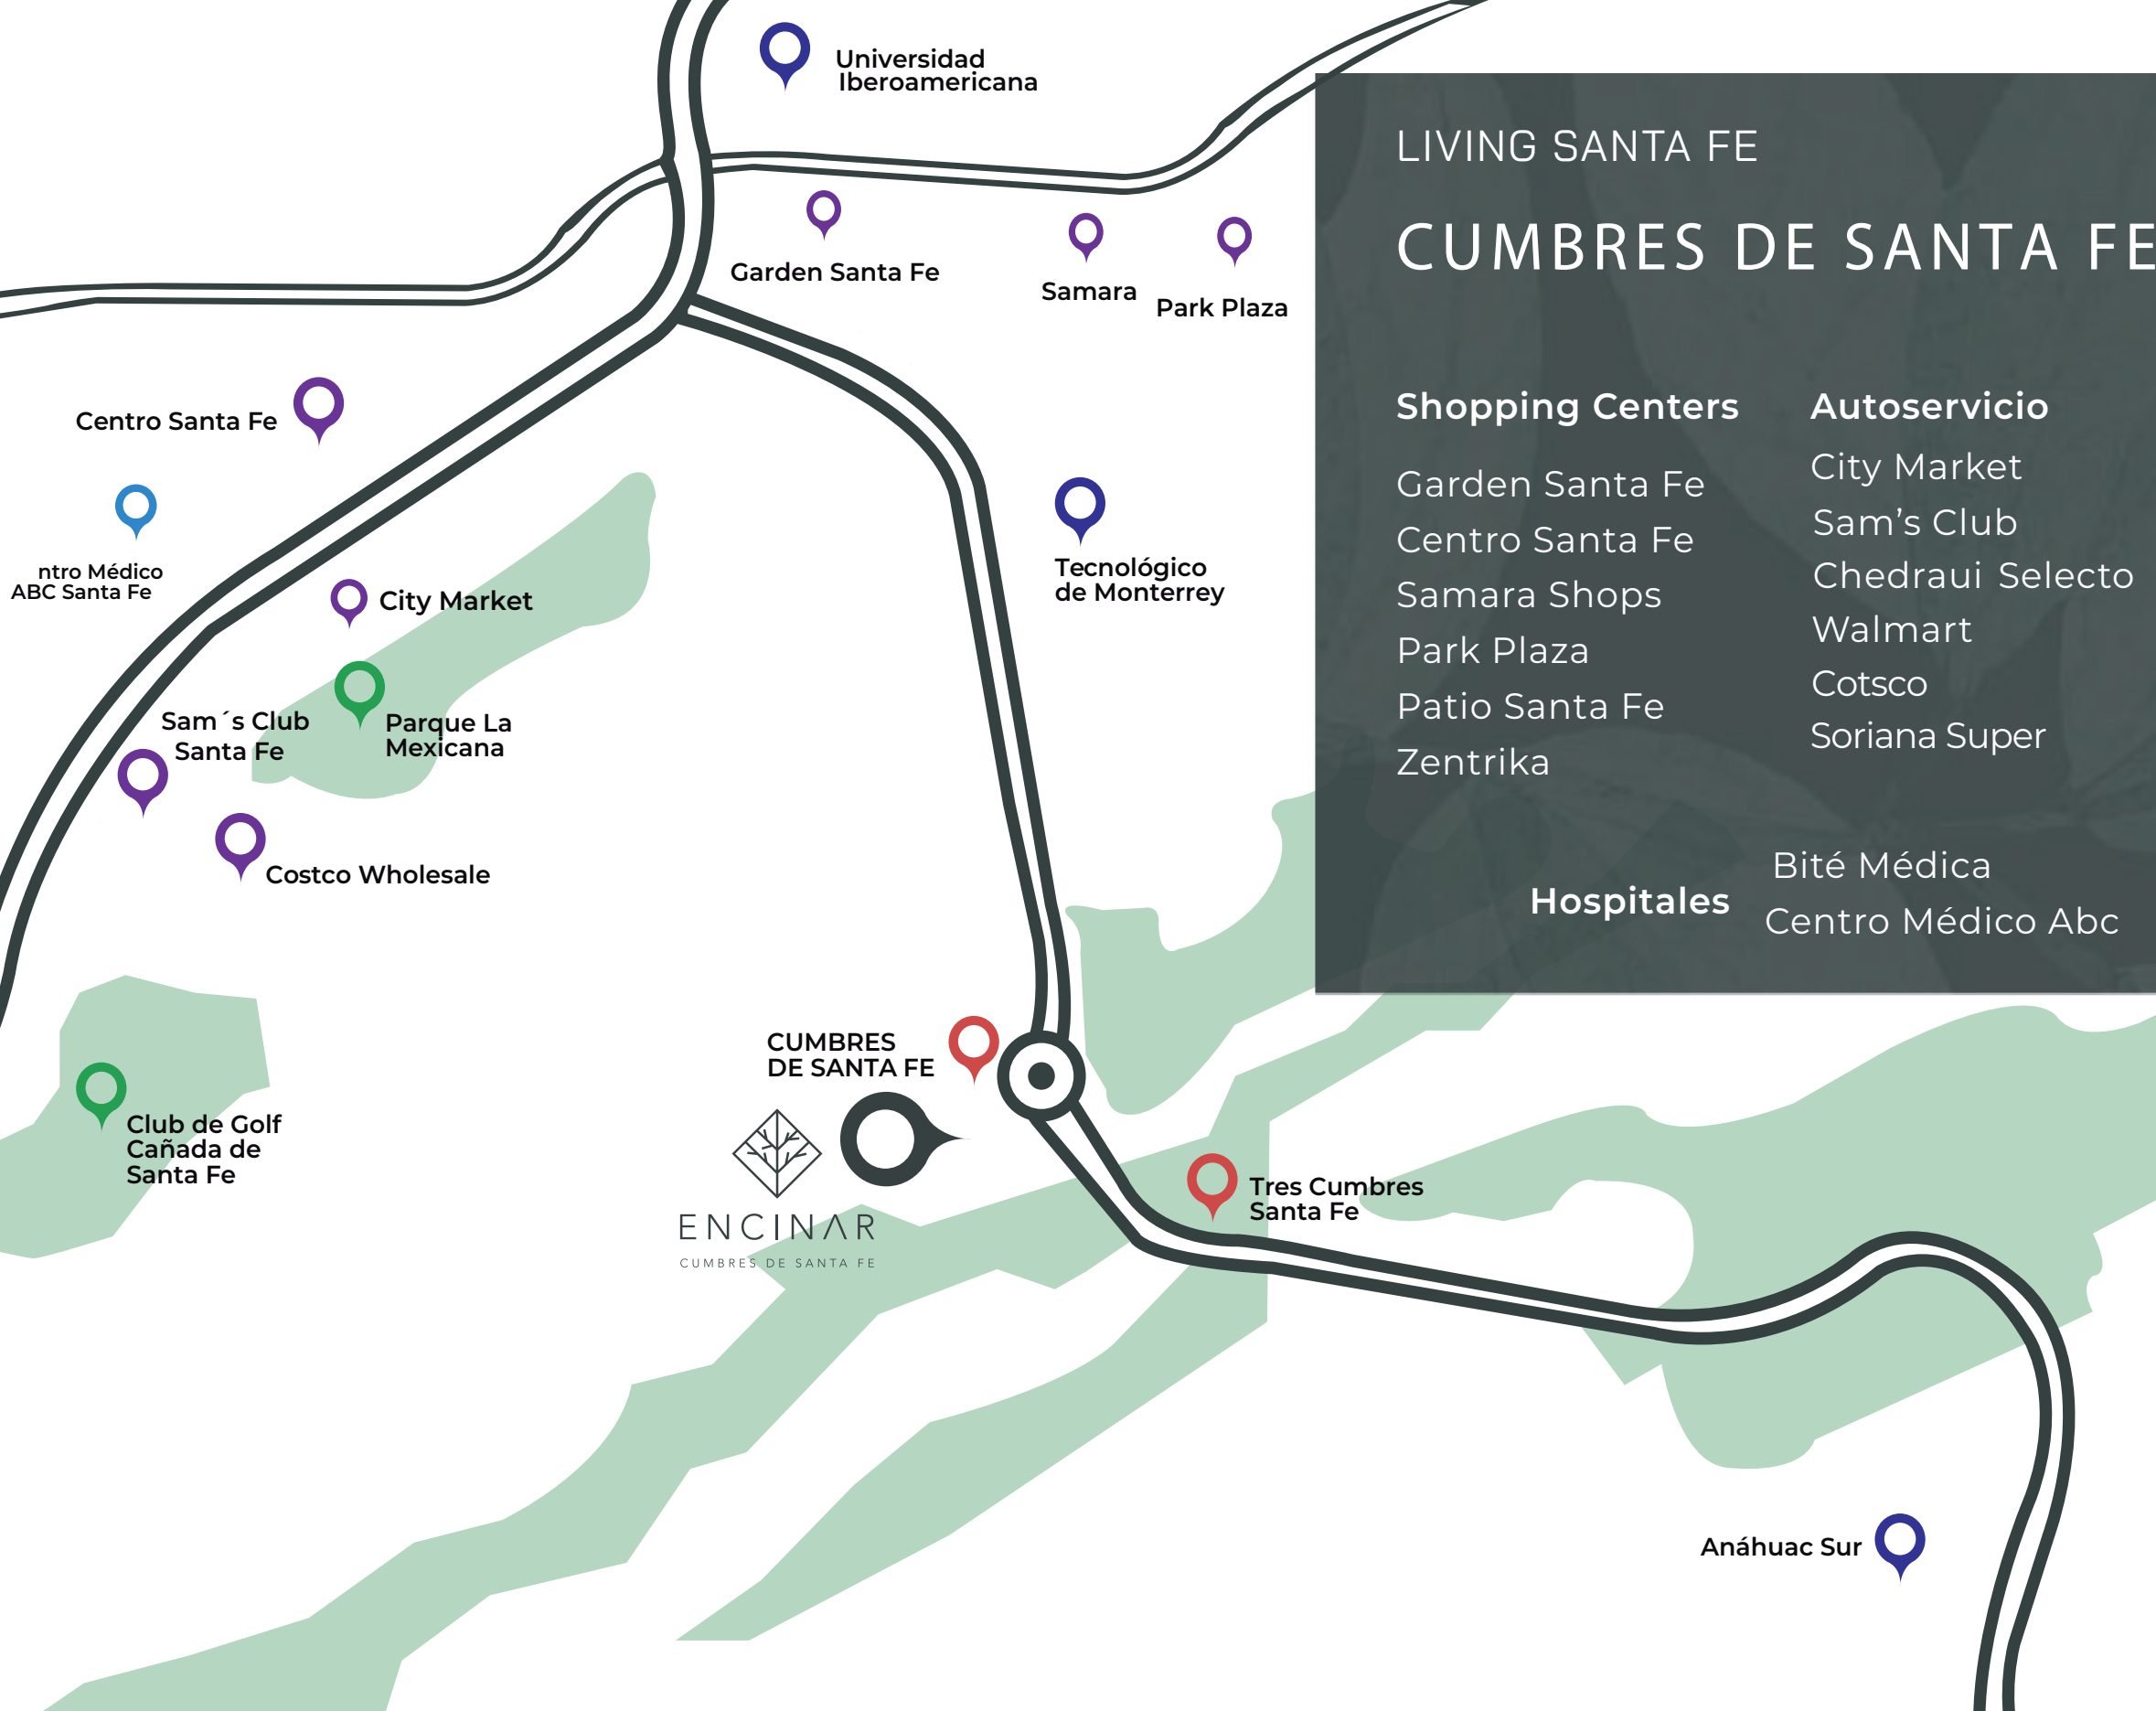 Universidad
Iberoamericana
Garden Santa Fe
Samara
Park Plaza
Centro Santa Fe
ntro Médico
ABC Santa Fe
City Market
Tecnológico
de Monterrey
Sam´s Club
Santa Fe
Parque La
Mexicana
Costco Wholesale
CUMBRES
DE SANTA FE
Club de Golf
Cañada de
Santa Fe
ENCINAR
CUMBRES DE SANTA FE
Tres Cumbres
Santa Fe
Anáhuac Sur
LIVING SANTA FE
CUMBRES DE SANTA FE
Shopping Centers
Garden Santa Fe
Centro Santa Fe
Samara Shops
Park Plaza
Patio Santa Fe
Zentrika
Autoservicio
City Market
Sam’s Club
Chedraui Selecto
Walmart
Cotsco
Soriana Super
Hospitales
Bité Médica
Centro Médico Abc